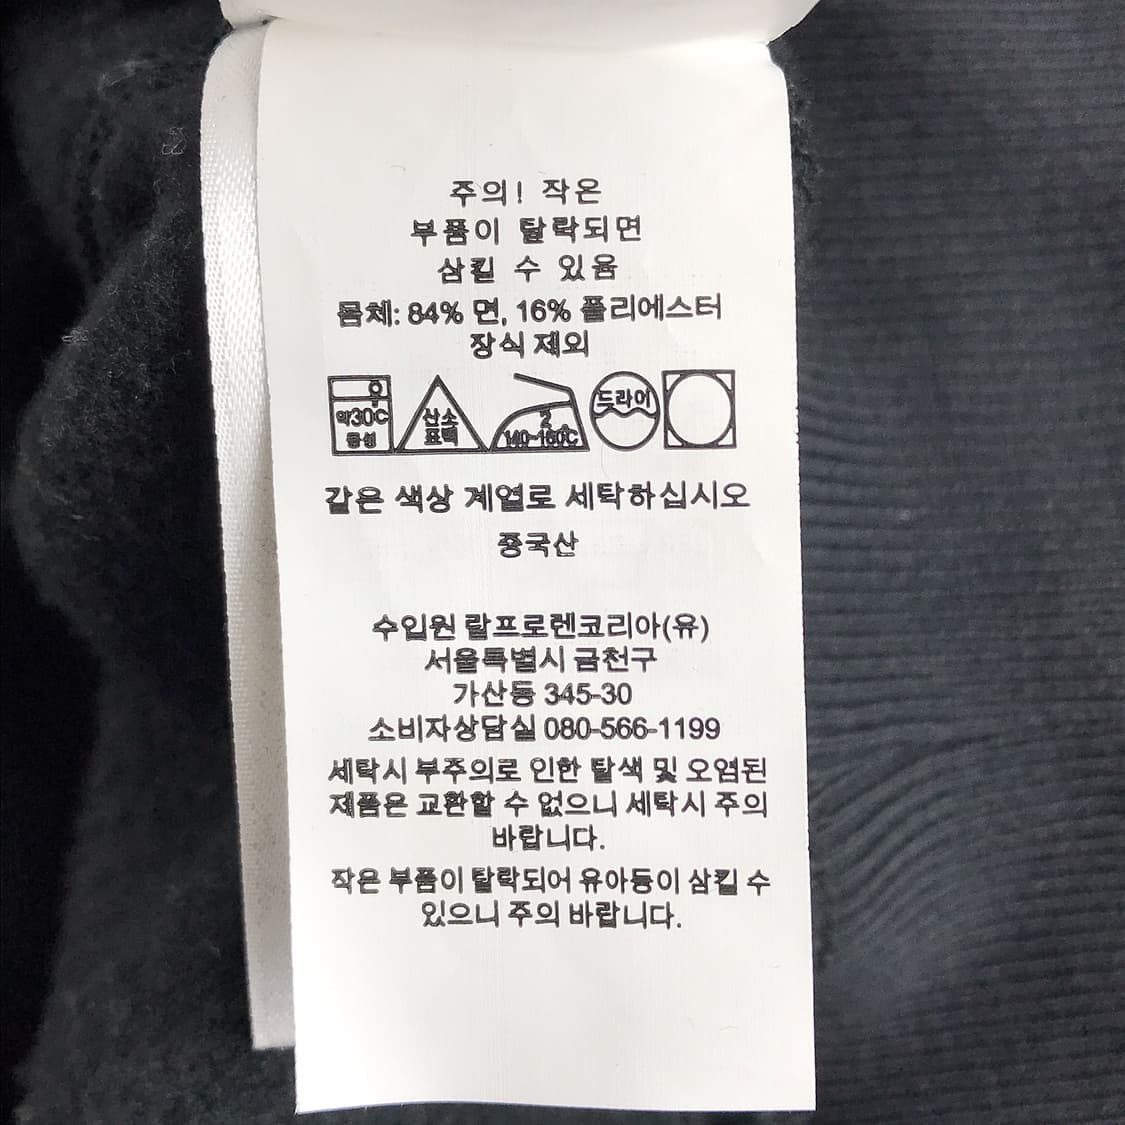 주의! 작은
부품이 탈락되면
삼킬 수 있음
몸체: 84% 면, 16% 폴리에스터
장식 제외
약30℃
중성
산소
표백
2
140-160℃
드라이
같은 색상 계열로 세탁하십시오
중국산
수입원 랄프로렌코리아(유)
서울특별시 금천구
가산동 345-30
소비자상담실 080-566-1199
세탁시 부주의로 인한 탈색 및 오염된
제품은 교환할 수 없으니 세탁시 주의
바랍니다.
작은 부품이 탈락되어 유아등이 삼킬 수
있으니 주의 바랍니다.